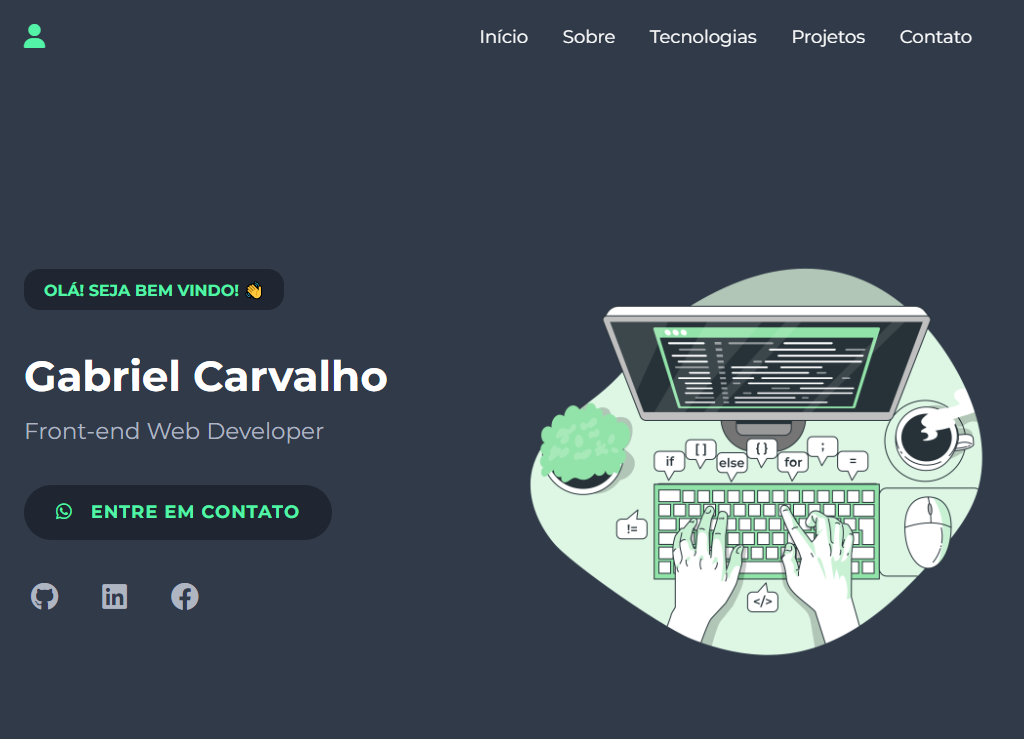 Início Sobre Tecnologias Projetos Contato
OLÁ! SEJA BEM VINDO! 👋
Gabriel Carvalho
Front-end Web Developer
ENTRE EM CONTATO
in
if [ ] else { } for ; =
!=
</>